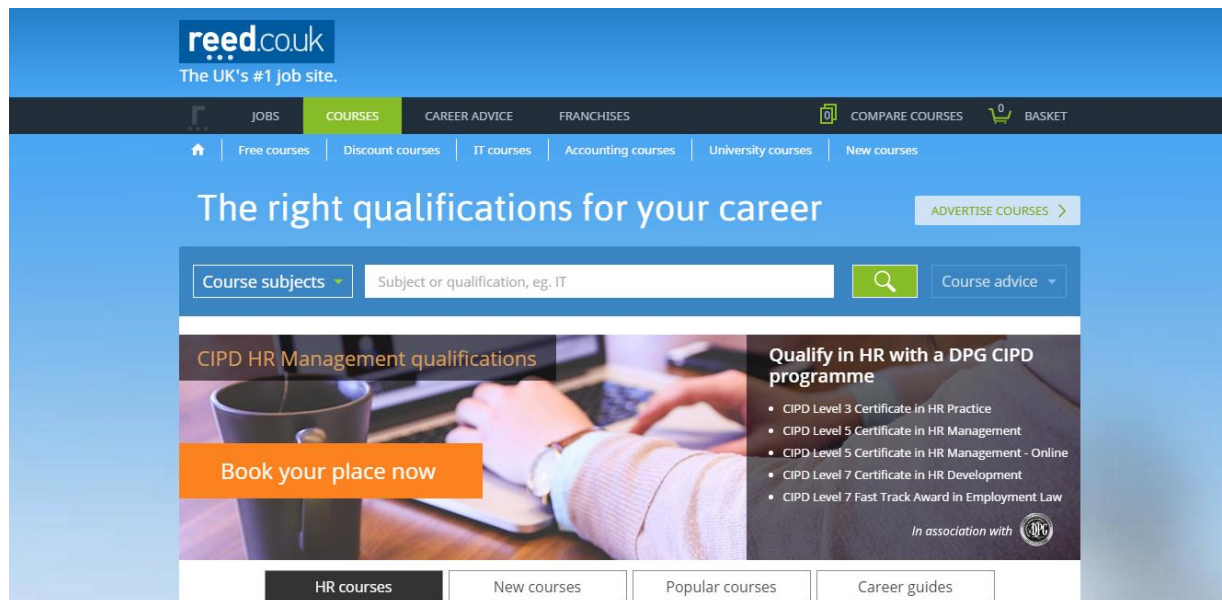 reed.co.uk
The UK's #1 job site.
r JOBS COURSES CAREER ADVICE FRANCHISES 0 COMPARE COURSES 0 BASKET
Free courses Discount courses IT courses Accounting courses University courses New courses
The right qualifications for your career
ADVERTISE COURSES
Course subjects Subject or qualification, eg. IT Course advice
CIPD HR Management qualifications
Book your place now
Qualify in HR with a DPG CIPD
programme
• CIPD Level 3 Certificate in HR Practice
• CIPD Level 5 Certificate in HR Management
• CIPD Level 5 Certificate in HR Management - Online
• CIPD Level 7 Certificate in HR Development
• CIPD Level 7 Fast Track Award in Employment Law
In association with DPG
HR courses New courses Popular courses Career guides